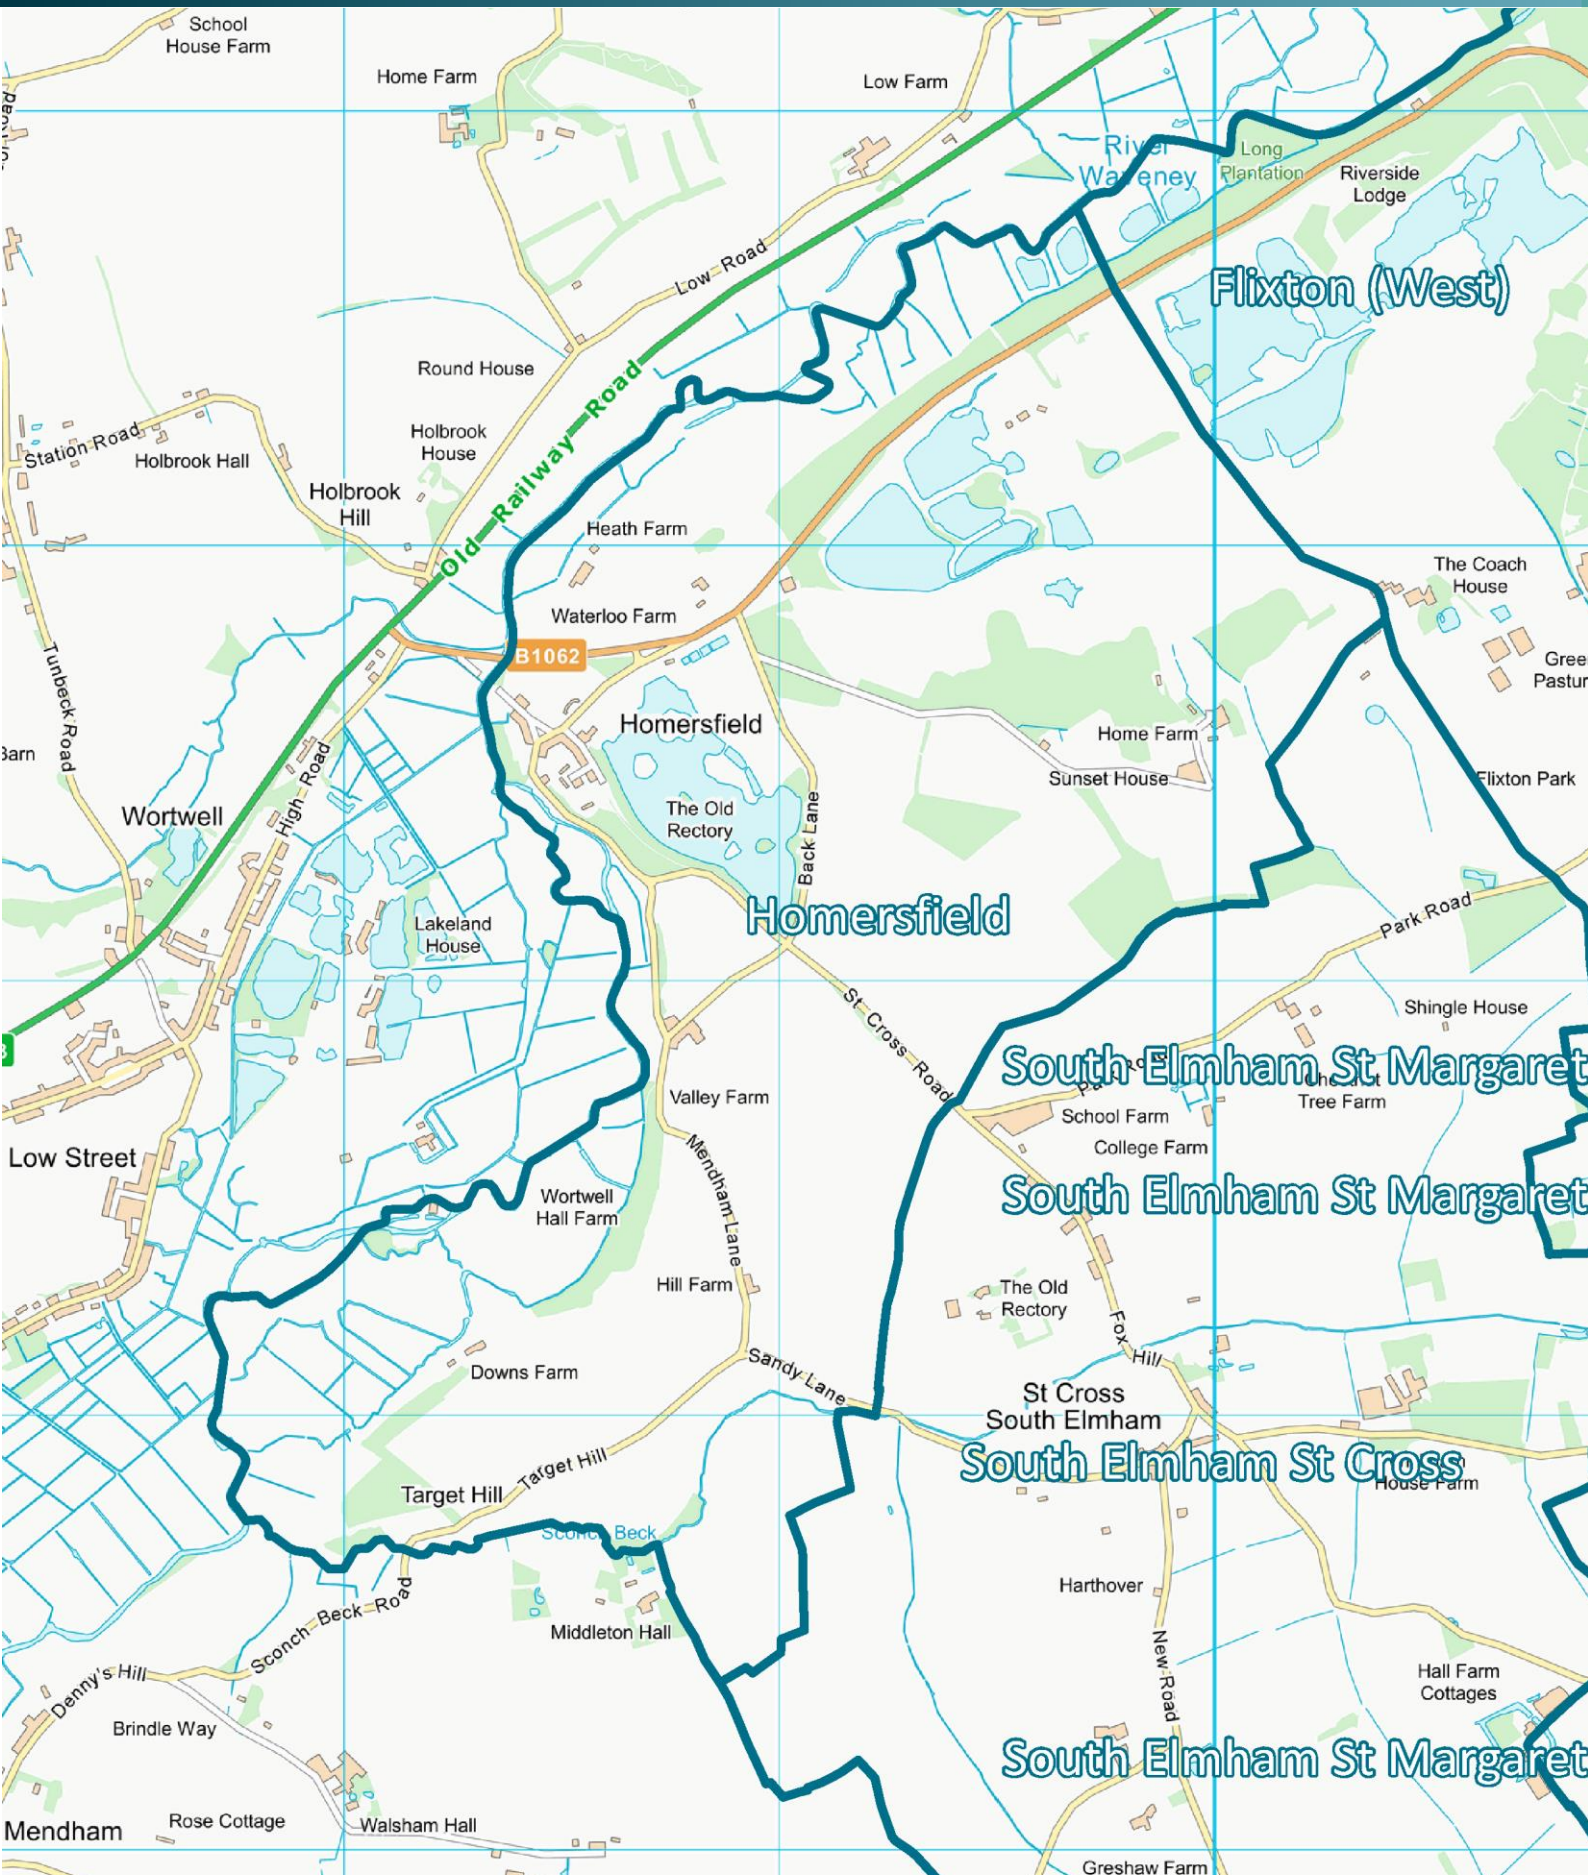 School
House Farm
Home Farm
Low Farm
River
Waveney
Long
Plantation
Riverside
Lodge
Low Road
Flixton (West)
Round House
Old Railway Road
Station Road
Holbrook Hall
Holbrook
House
Holbrook
Hill
Heath Farm
The Coach
House
Waterloo Farm
B1062
Gree
Pastur
Tunbeck Road
Homersfield
Home Farm
Barn
High Road
Sunset House
Flixton Park
Wortwell
The Old
Rectory
Back Lane
Lakeland
House
Homersfield
Park Road
St Cross Road
Shingle House
South Elmham St Margaret
Park Road
Tree Farm
Valley Farm
School Farm
College Farm
Low Street
Mendham Lane
Wortwell
Hall Farm
South Elmham St Margaret
Hill Farm
The Old
Rectory
Fox Hill
Downs Farm
Sandy Lane
St Cross
South Elmham
South Elmham St Cross
House Farm
Target Hill
Target Hill
Sconch Beck
Harthover
Sconch Beck Road
Middleton Hall
New Road
Denny's Hill
Hall Farm
Cottages
Brindle Way
South Elmham St Margaret
Mendham
Rose Cottage
Walsham Hall
Greshaw Farm